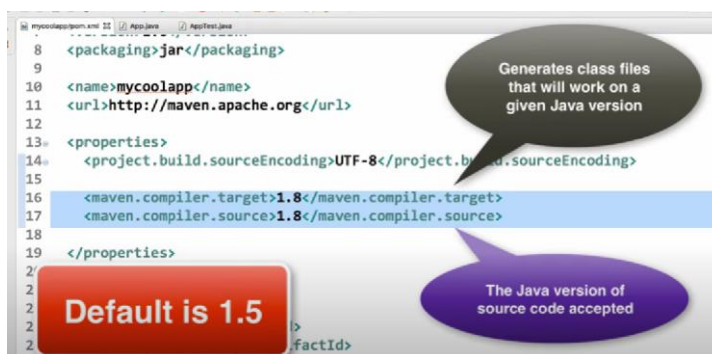 mycoolapp/pom.xml App.java AppTest.java
8 <packaging>jar</packaging>
9
10 <name>mycoolapp</name>
11 <url>http://maven.apache.org</url>
12
13 <properties>
14 <project.build.sourceEncoding>UTF-8</project.build.sourceEncoding>
15
16 <maven.compiler.target>1.8</maven.compiler.target>
17 <maven.compiler.source>1.8</maven.compiler.source>
18
19 </properties>
Generates class files
that will work on a
given Java version
The Java version of
source code accepted
Default is 1.5
factId>